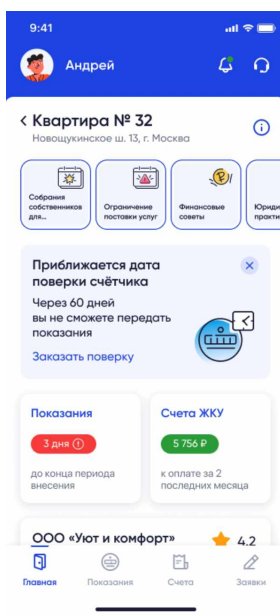 9:41
Андрей
Квартира № 32
Новощукинское ш. 13, г. Москва
Собрания
собственников
для...
Ограничение
поставки услуг
Финансовые
советы
Юриди
практи
Приближается дата
поверки счётчика
Через 60 дней
вы не сможете передать
показания
Заказать поверку
Показания
3 дня
до конца периода
внесения
Счета ЖКУ
5 756 ₽
к оплате за 2
последних месяца
ООО «Уют и комфорт»
4.2
Главная
Показания
Счета
Заявки